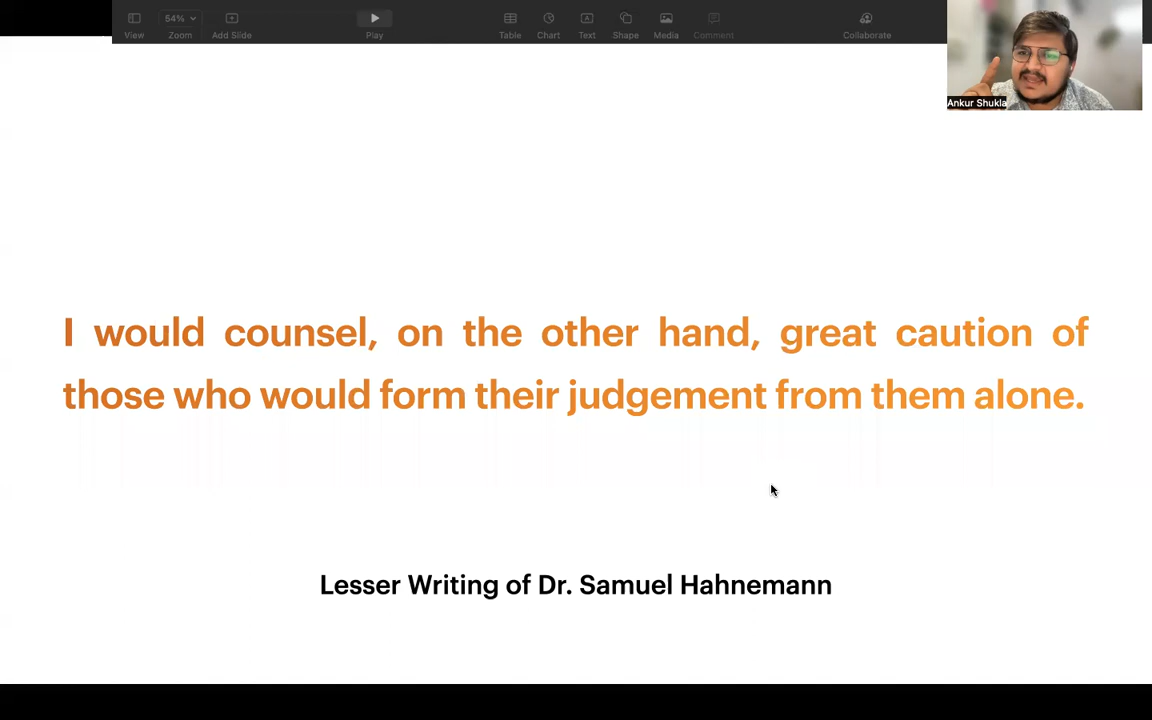 54%
View Zoom Add Slide Play Table Chart Text Shape Media Comment Collaborate
Ankur Shukla
I would counsel, on the other hand, great caution of
those who would form their judgement from them alone.
Lesser Writing of Dr. Samuel Hahnemann